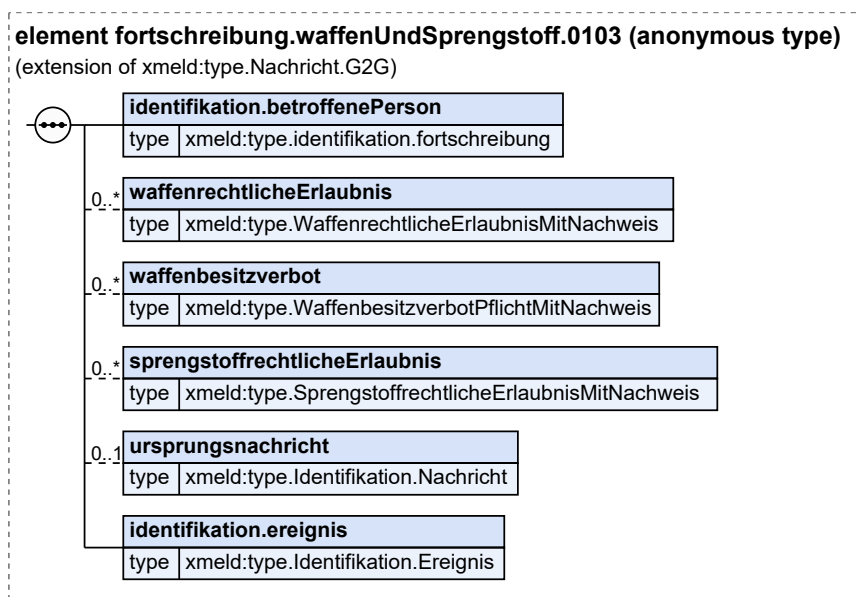 element fortschreibung.waffenUndSprengstoff.0103 (anonymous type)
(extension of xmeld:type.Nachricht.G2G)
identifikation.betroffenePerson
type xmeld:type.identifikation.fortschreibung
0..* waffenrechtlicheErlaubnis
type xmeld:type.WaffenrechtlicheErlaubnisMitNachweis
0..* waffenbesitzverbot
type xmeld:type.WaffenbesitzverbotPflichtMitNachweis
0..* sprengstoffrechtlicheErlaubnis
type xmeld:type.SprengstoffrechtlicheErlaubnisMitNachweis
0..1 ursprungsnachricht
type xmeld:type.Identifikation.Nachricht
identifikation.ereignis
type xmeld:type.Identifikation.Ereignis